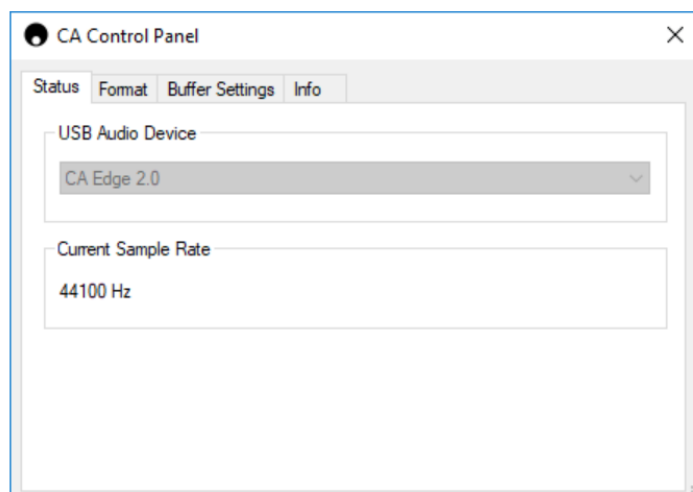 CA Control Panel
Status Format Buffer Settings Info
USB Audio Device
CA Edge 2.0
Current Sample Rate
44100 Hz